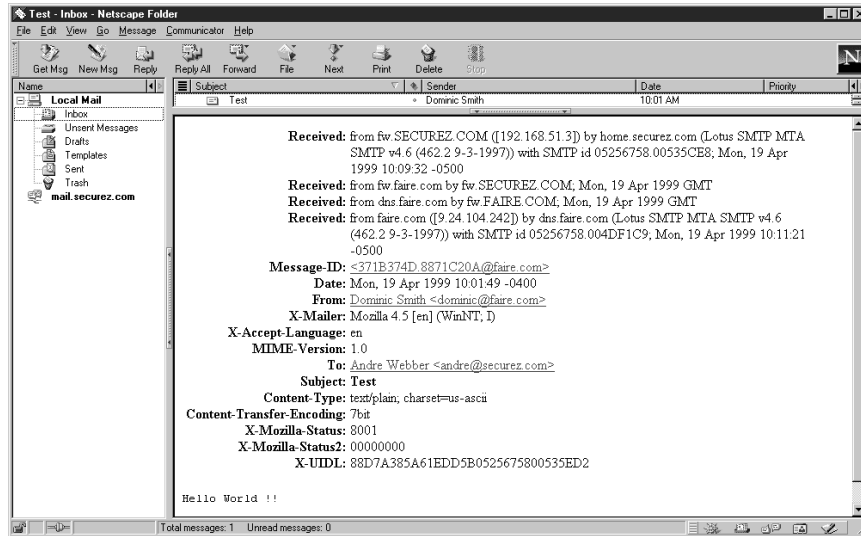 Test - Inbox - Netscape Folder
File Edit View Go Message Communicator Help
Get Msg New Msg Reply Reply All Forward File Next Print Delete Stop
N
Name Subject Sender Date Priority
Local Mail Test Dominic Smith 10:01 AM
Inbox
Unsent Messages
Drafts
Templates
Sent
Trash
mail.securez.com
Received: from fw.SECUREZ.COM ([192.168.51.3]) by home.securez.com (Lotus SMTP MTA
SMTP v4.6 (462.2 9-3-1997)) with SMTP id 05256758.00535CE8; Mon, 19 Apr
1999 10:09:32 -0500
Received: from fw.faire.com by fw.SECUREZ.COM; Mon, 19 Apr 1999 GMT
Received: from dns.faire.com by fw.FAIRE.COM; Mon, 19 Apr 1999 GMT
Received: from faire.com ([9.24.104.242]) by dns.faire.com (Lotus SMTP MTA SMTP v4.6
(462.2 9-3-1997)) with SMTP id 05256758.004DF1C9; Mon, 19 Apr 1999 10:11:21
-0500
Message-ID: <371B374D.8871C20A@faire.com>
Date: Mon, 19 Apr 1999 10:01:49 -0400
From: Dominic Smith <dominic@faire.com>
X-Mailer: Mozilla 4.5 [en] (WinNT; I)
X-Accept-Language: en
MIME-Version: 1.0
To: Andre Webber <andre@securez.com>
Subject: Test
Content-Type: text/plain; charset=us-ascii
Content-Transfer-Encoding: 7bit
X-Mozilla-Status: 8001
X-Mozilla-Status2: 00000000
X-UIDL: 88D7A385A61EDD5B0525675800535ED2
Hello World !!
Total messages: 1 Unread messages: 0